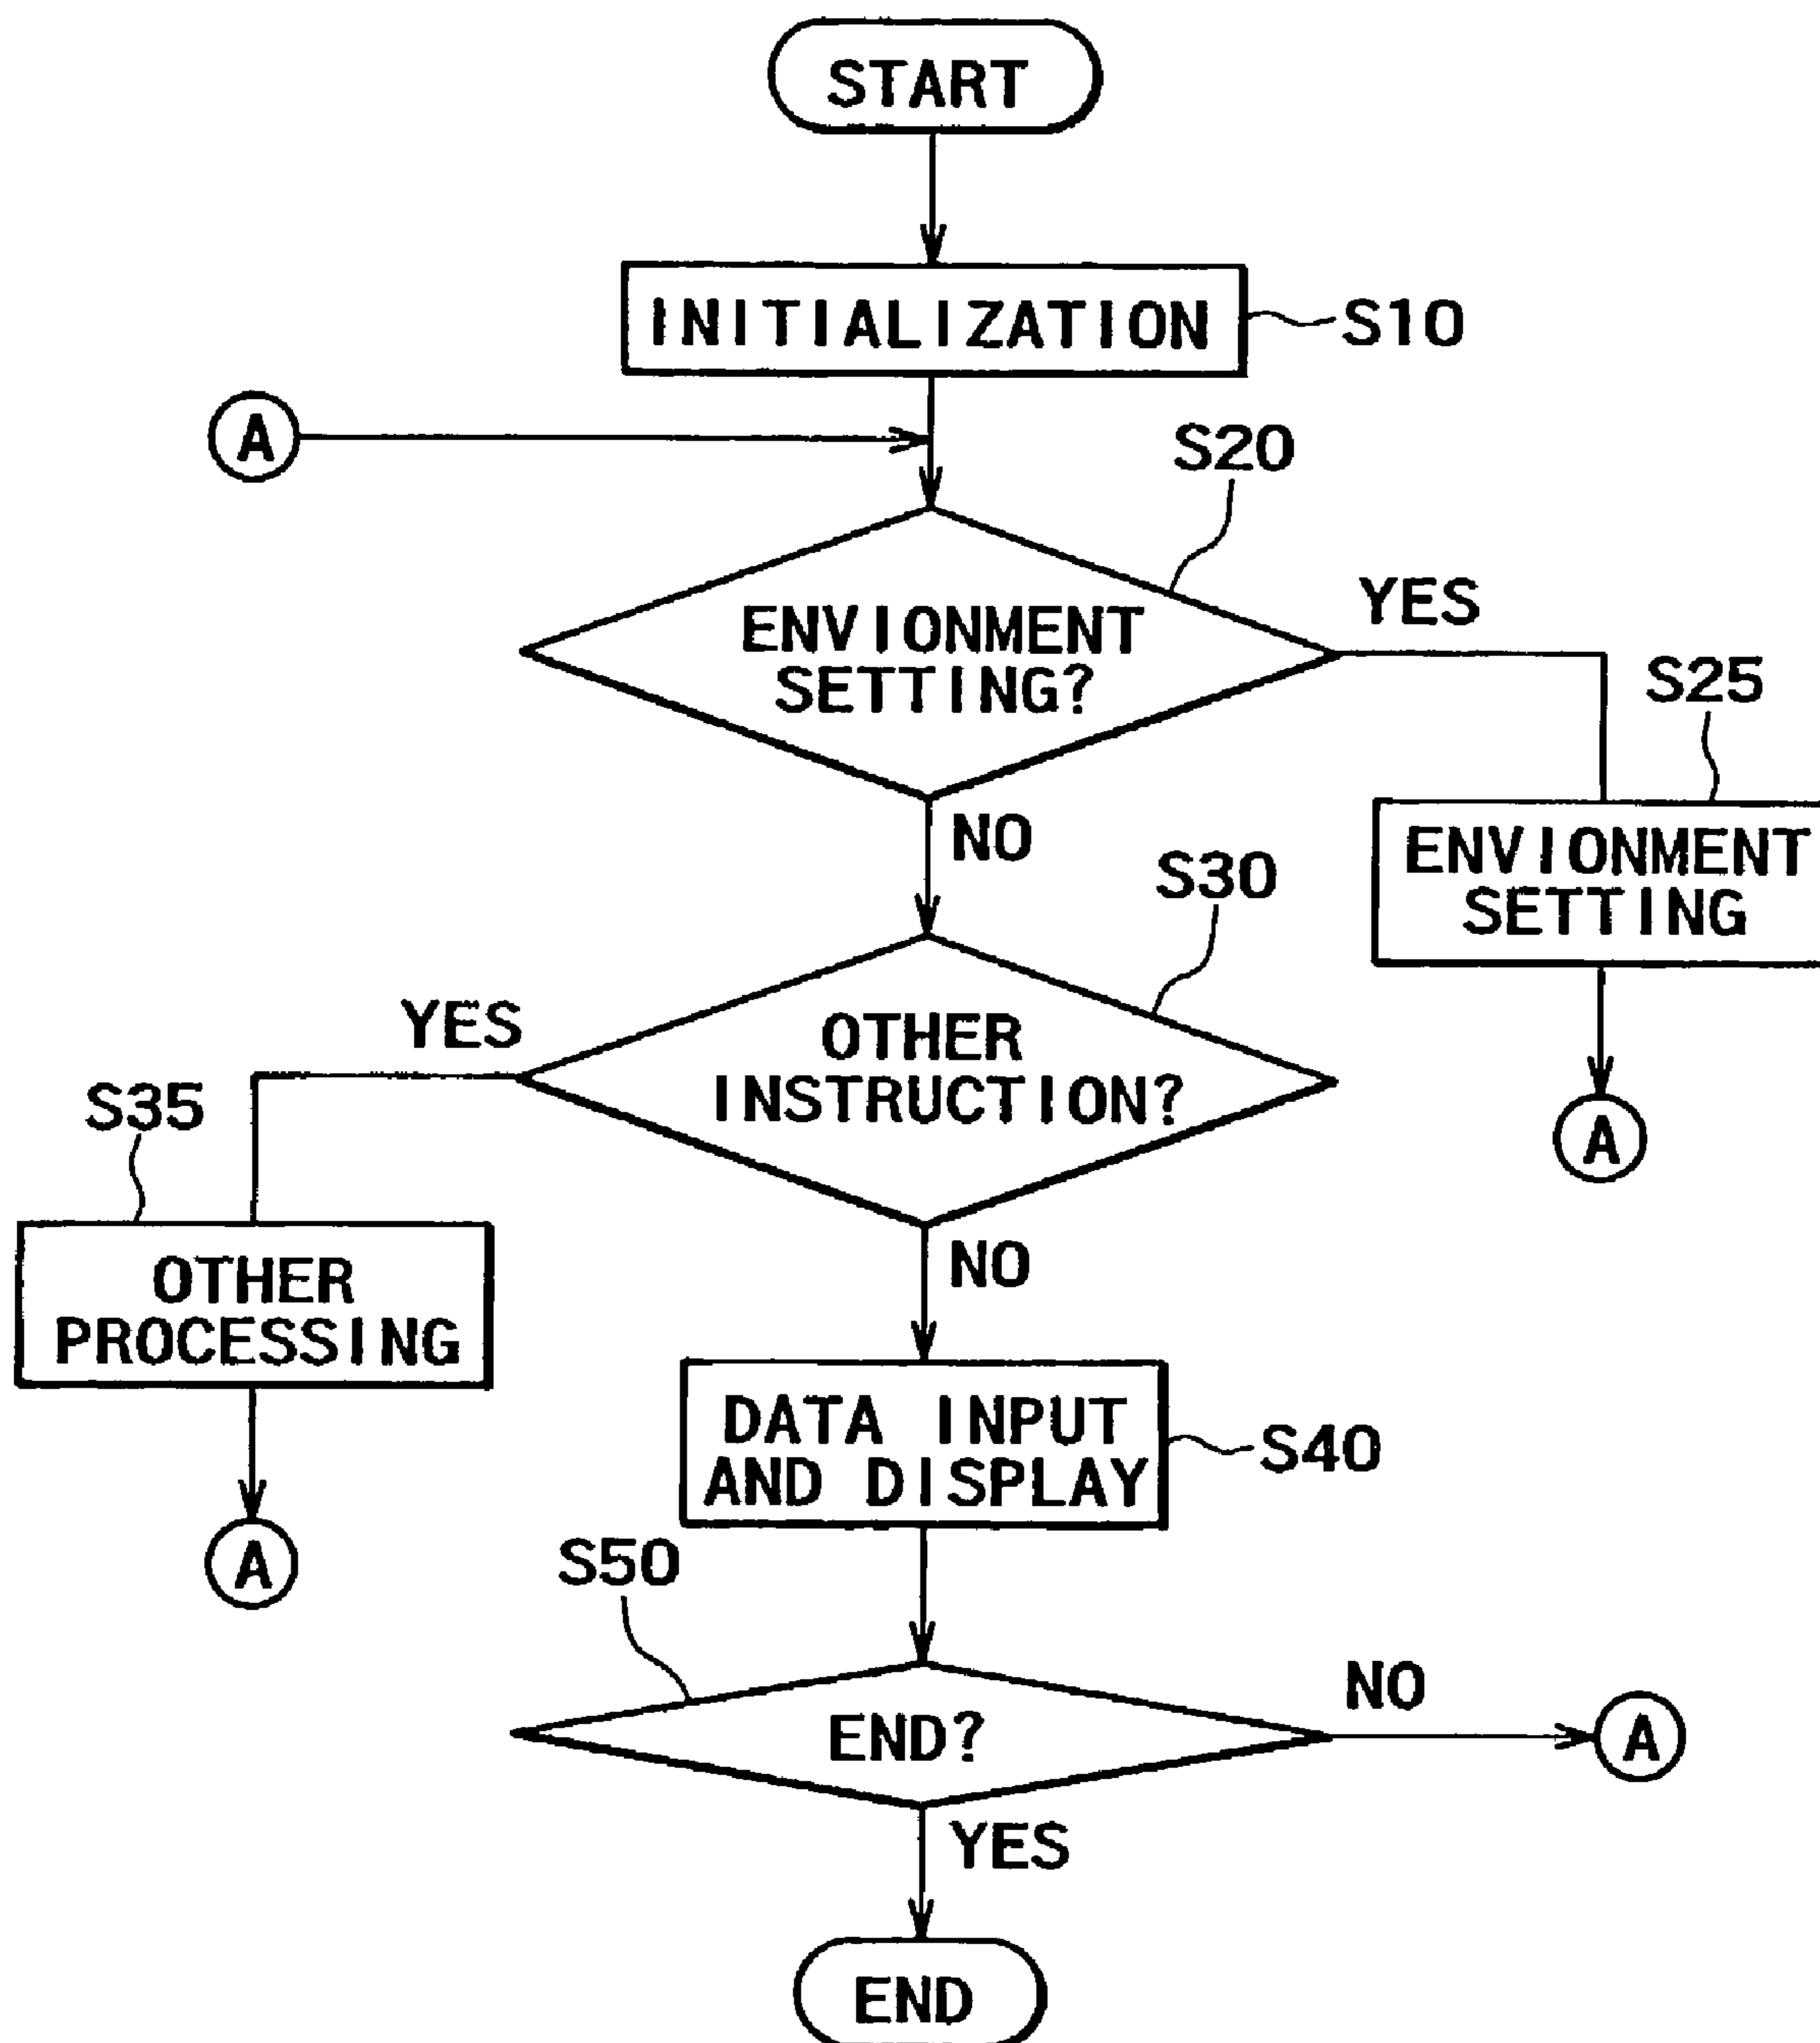 START
INITIALIZATION
S10
A
S20
ENVIONMENT
SETTING?
YES
S25
NO
ENVIONMENT
SETTING
S30
YES
OTHER
INSTRUCTION?
A
S35
NO
OTHER
PROCESSING
DATA INPUT
AND DISPLAY
S40
A
S50
NO
END?
A
YES
END